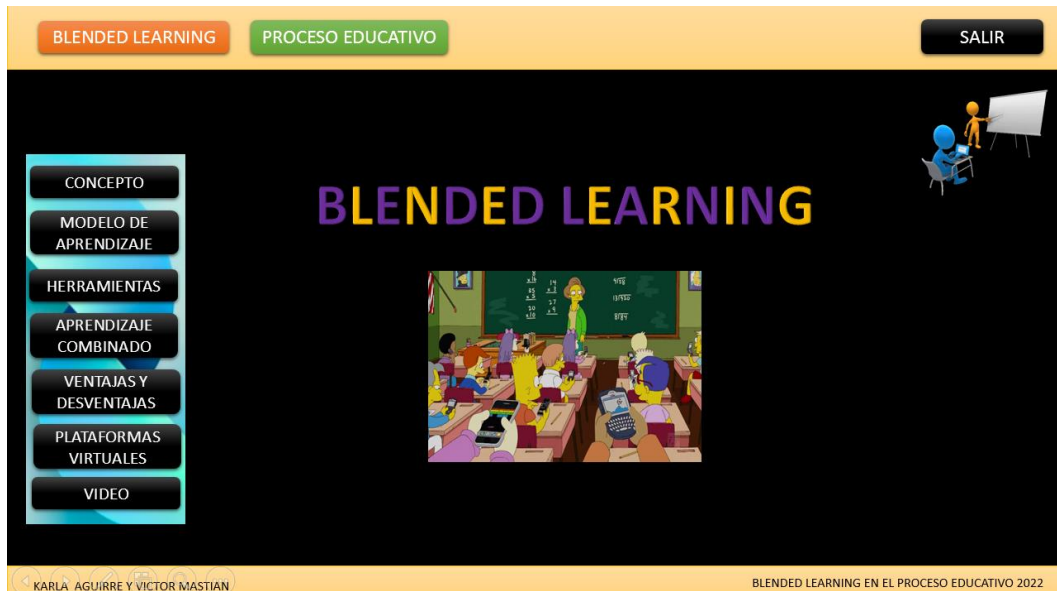 BLENDED LEARNING
PROCESO EDUCATIVO
SALIR
CONCEPTO
MODELO DE
APRENDIZAJE
HERRAMIENTAS
APRENDIZAJE
COMBINADO
VENTAJAS Y
DESVENTAJAS
PLATAFORMAS
VIRTUALES
VIDEO
BLENDED LEARNING
KARLA AGUIRRE Y VICTOR MASTIAN
BLENDED LEARNING EN EL PROCESO EDUCATIVO 2022